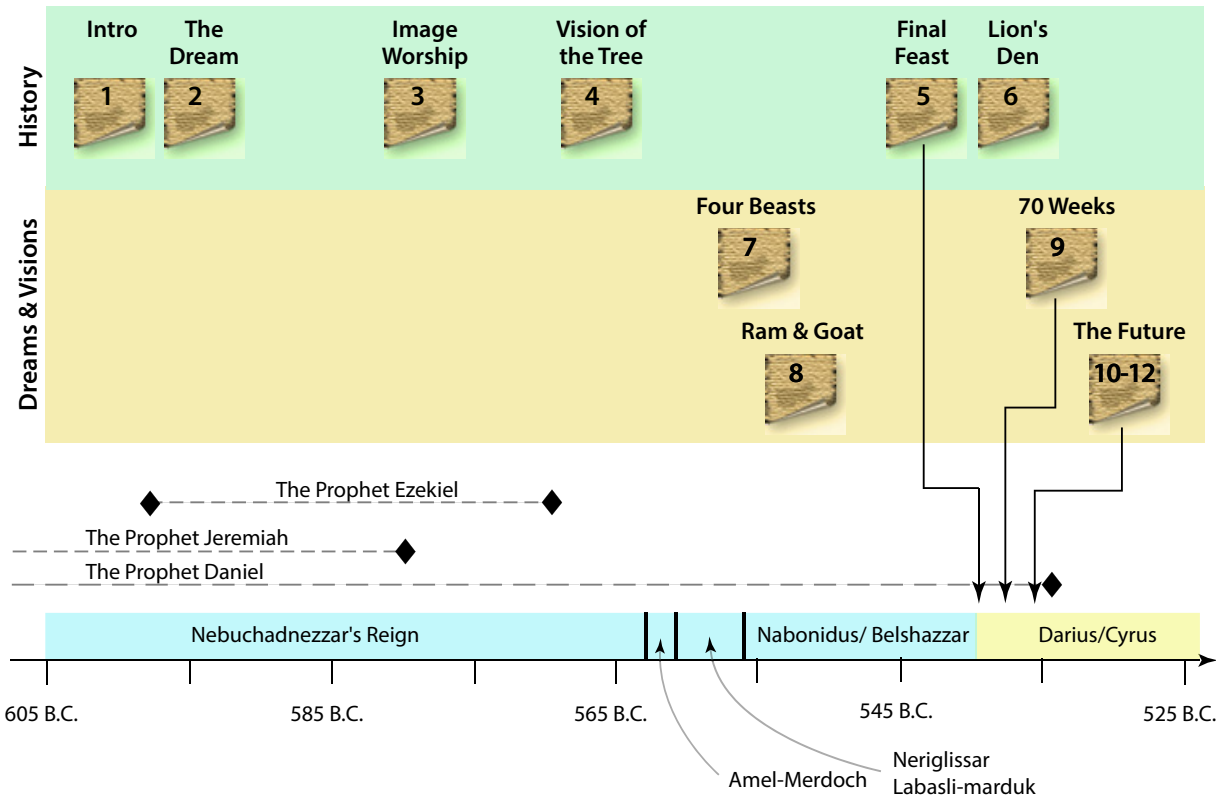 History
Intro
The
Dream
Image
Worship
Vision of
the Tree
Final
Feast
Lion's
Den
1
2
3
4
5
6
Dreams & Visions
Four Beasts
70 Weeks
7
9
Ram & Goat
The Future
8
10-12
The Prophet Ezekiel
The Prophet Jeremiah
The Prophet Daniel
Nebuchadnezzar's Reign
Nabonidus/ Belshazzar
Darius/Cyrus
605 B.C.
585 B.C.
565 B.C.
545 B.C.
525 B.C.
Amel-Merdoch
Neriglissar
Labasli-marduk